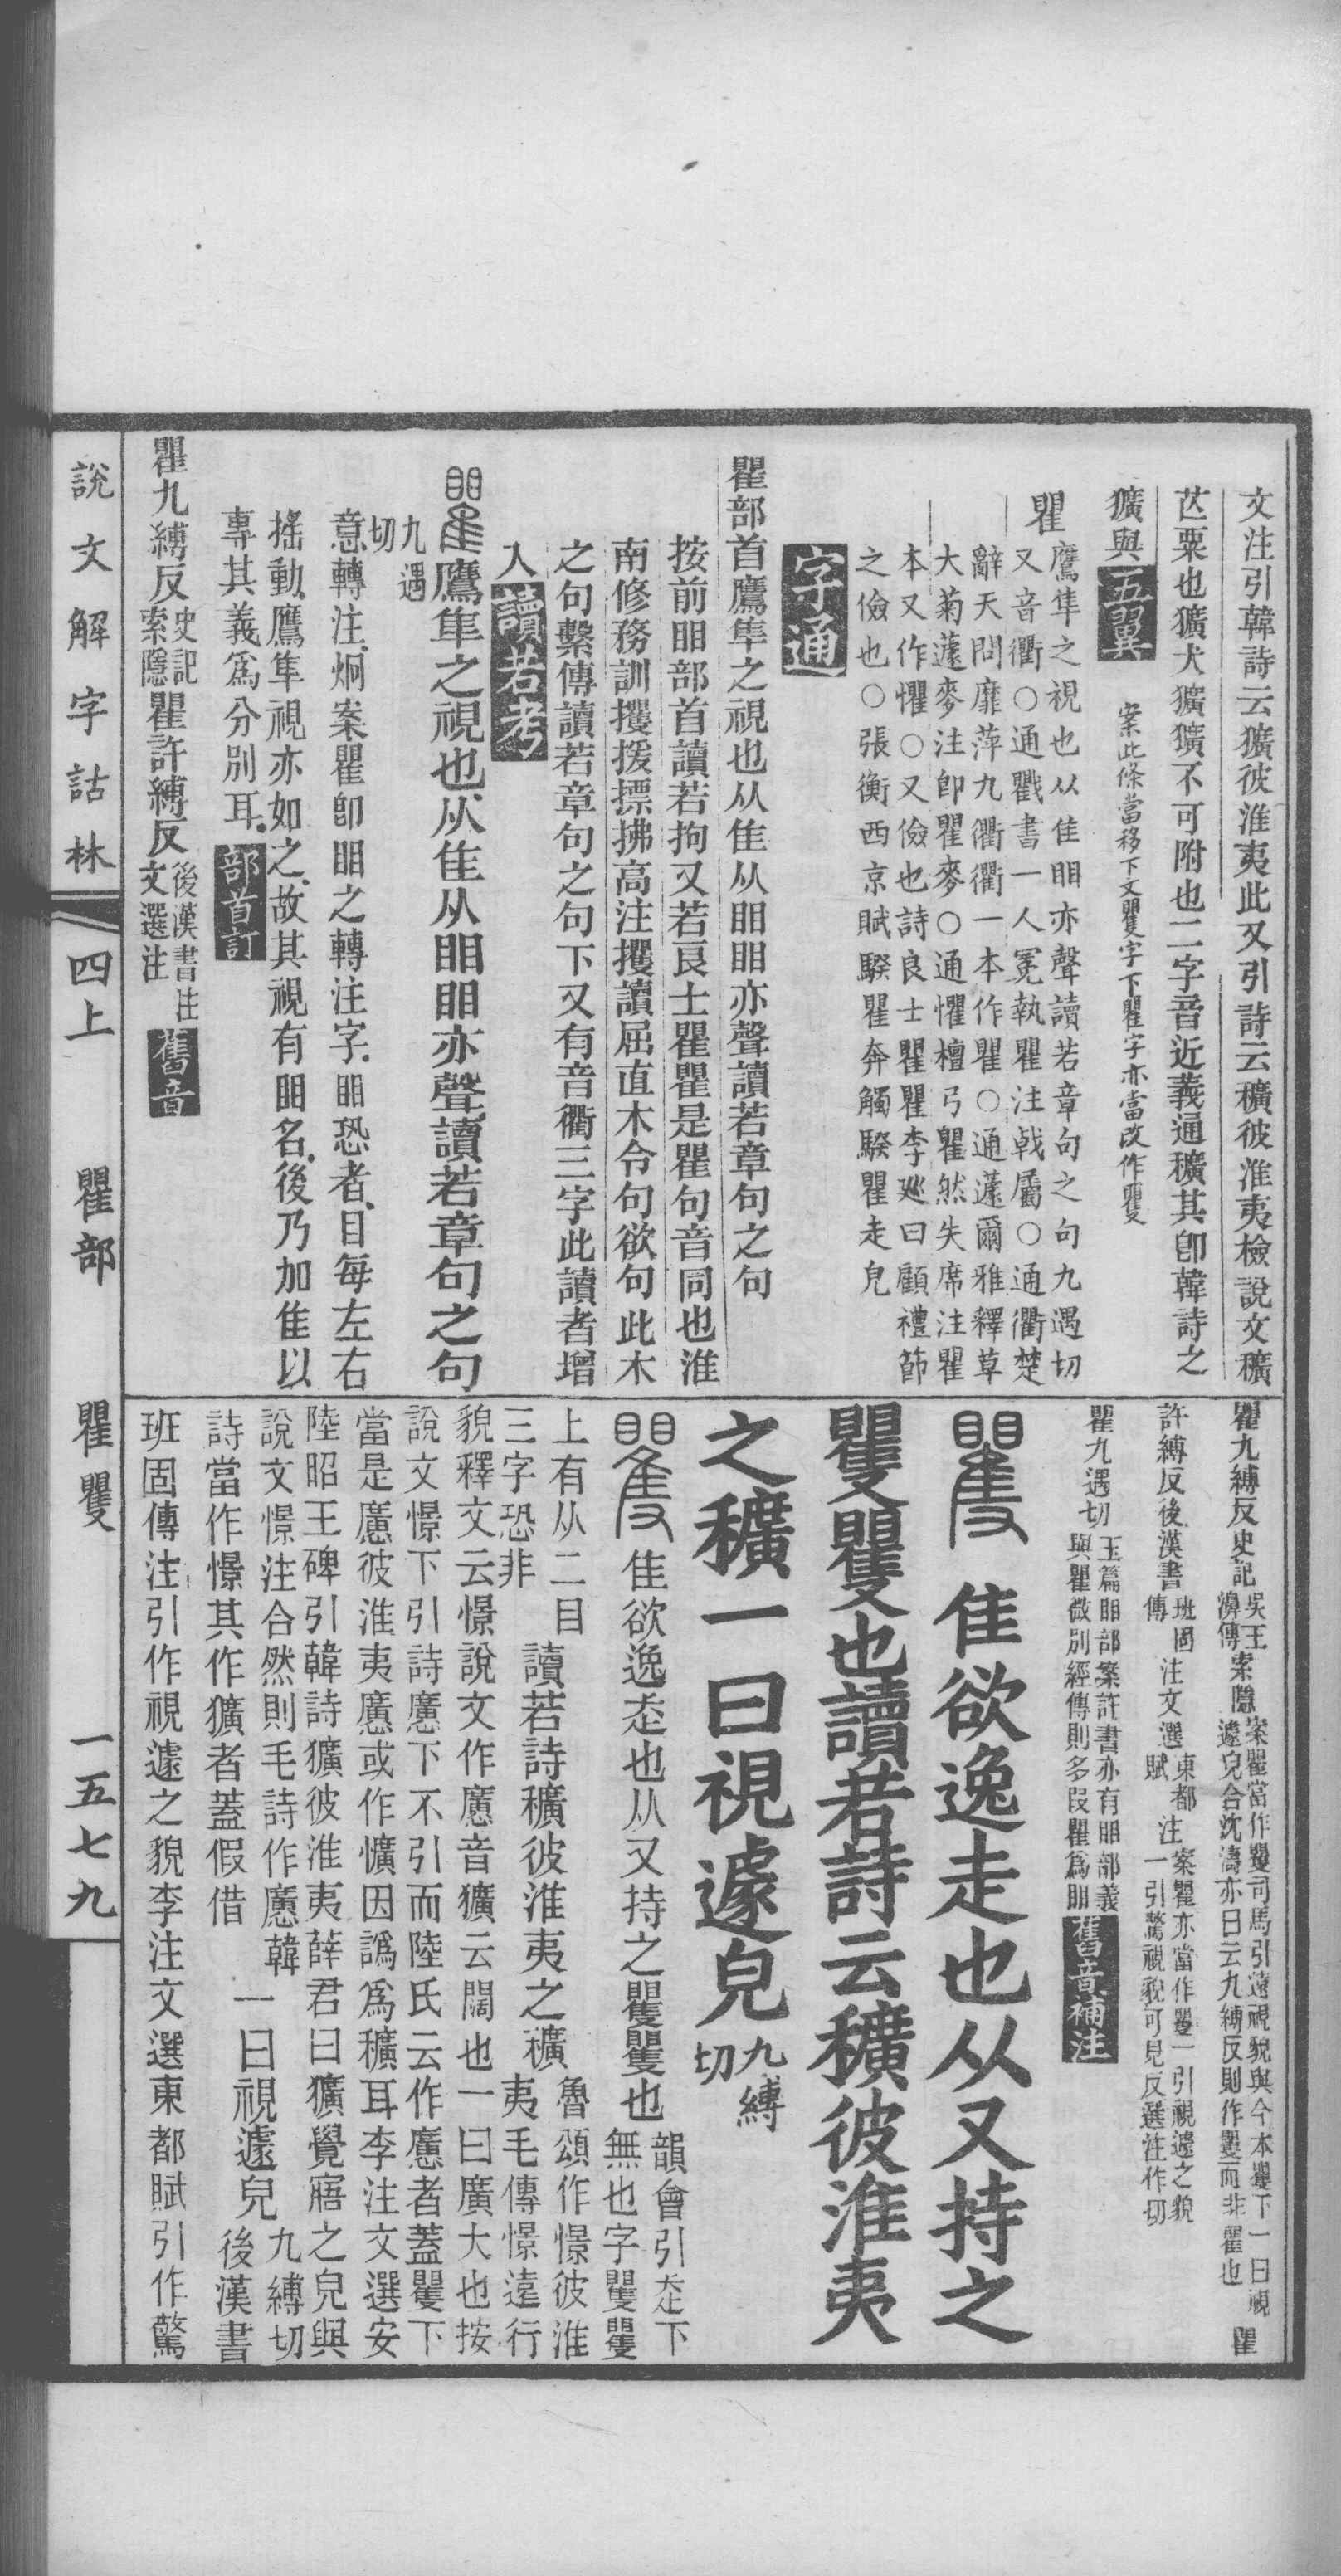 文注引韓詩云獷彼淮夷此又引詩云穬彼淮夷檢說文穬
芒粟也獷犬獷獷不可附也二字音近義通穬其卽韓詩之
獷與五翼　案此條當移下文矍字下瞿字亦當改作矍
瞿
鷹隼之視也从隹䀠亦聲讀若章句之句九遇切
又音衢○通戵書一人冕執瞿注戟屬○通衢楚
辭天問靡蓱九衢衢一本作瞿○通蘧爾雅釋草
大菊蘧麥注卽瞿麥○通懼檀弓瞿然失席注瞿
本又作懼○又儉也詩良士瞿瞿李廵曰顧禮節
之儉也○張衡西京賦騤瞿奔觸騤瞿走皃
字通
瞿部首鷹隼之視也从隹从䀠䀠亦聲讀若章句之句
按前䀠部首讀若拘又若良士瞿瞿是瞿句音同也淮
南修務訓攫援摽拂高注攫讀屈直木令句欲句此木
之句繫傳讀若章句之句下又有音衢三字此讀者增
入讀若考
鷹隼之視也从隹从䀠䀠亦聲讀若章句之句
九遇
切
意轉注炯案瞿卽䀠之轉注字䀠恐者目每左右
搖動鷹隼視亦如之故其視有䀠名後乃加隹以
專其義爲分別耳部首訂
瞿九縛反史記索隱瞿許縛反後漢書注文選注舊音
瞿九縛反史記吳王濞傳索隱案瞿當作矍司馬引遠視貌與今本矍下一曰視遽皃合沈濤亦曰云九縛反則作矍而非瞿也　瞿
許縛反後漢書班固傳注文選東都賦注案瞿亦當作矍一引視遽之貌一引驚視貌可見反選注作切
瞿九遇切玉篇䀠部案許書亦有䀠部義與瞿微別經傳則多叚瞿爲䀠舊音補注
矍　隹欲逸走也从又持之
矍矍也讀若詩云穬彼淮夷
之穬一曰視遽皃九縛切
隹欲逸走也从又持之矍矍也韻會引走下無也字矍矍
上有从二目三字恐非　讀若詩穬彼淮夷之穬魯頌作憬彼淮夷毛傳憬遠行
貌釋文云憬說文作懬音獷云闊也一曰廣大也按
說文憬下引詩懬下不引而陸氏云作懬者蓋矍下
當是懬彼淮夷懬或作懭因譌爲穬耳李注文選安
陸昭王碑引韓詩獷彼淮夷薛君曰獷覺寤之皃與
說文憬注合然則毛詩作懬韓
詩當作憬其作獷者蓋假借　一曰視遽皃九縛切後漢書
班固傳注引作視遽之貌李注文選東都賦引作驚
說文解字詁林　四上　瞿部　瞿矍　一五七九